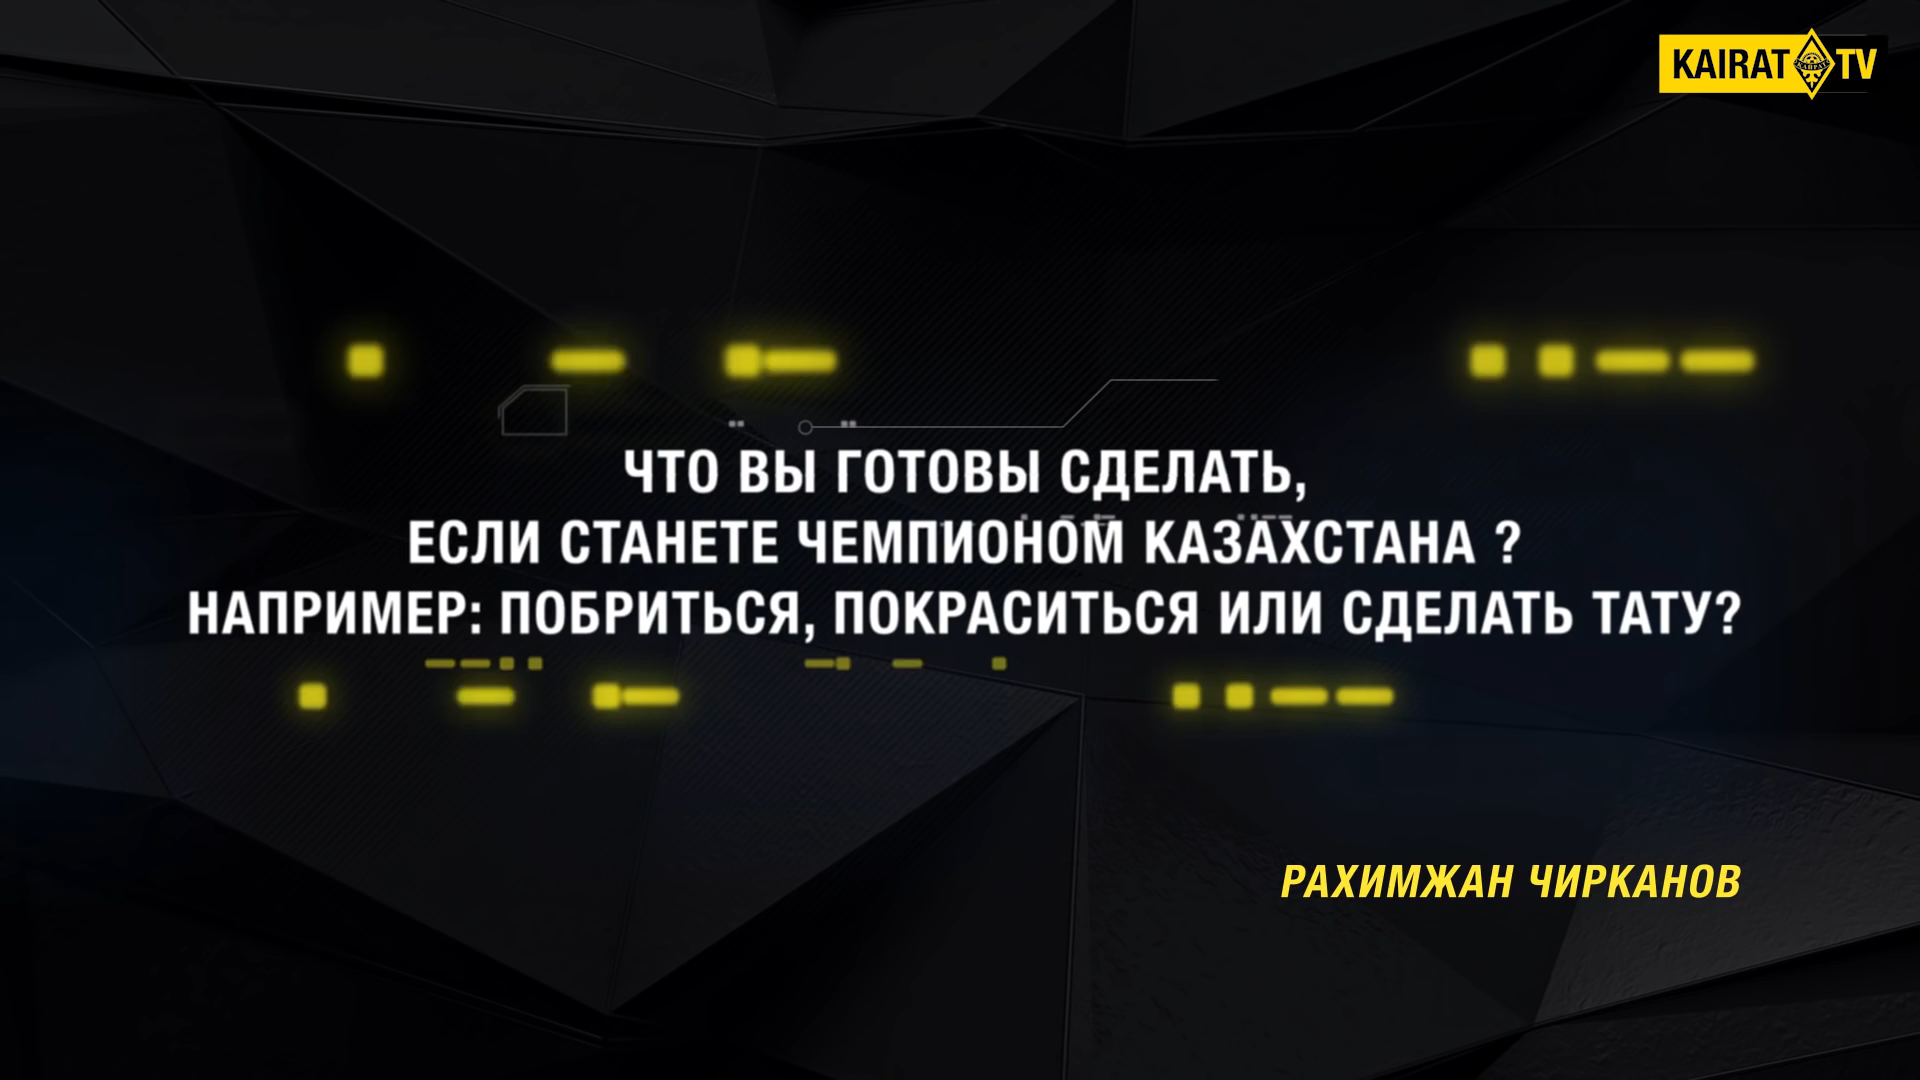 KAIRAT TV
ЧТО ВЫ ГОТОВЫ СДЕЛАТЬ,
ЕСЛИ СТАНЕТЕ ЧЕМПИОНОМ КАЗАХСТАНА ?
НАПРИМЕР: ПОБРИТЬСЯ, ПОКРАСИТЬСЯ ИЛИ СДЕЛАТЬ ТАТУ?
РАХИМЖАН ЧИРКАНОВ